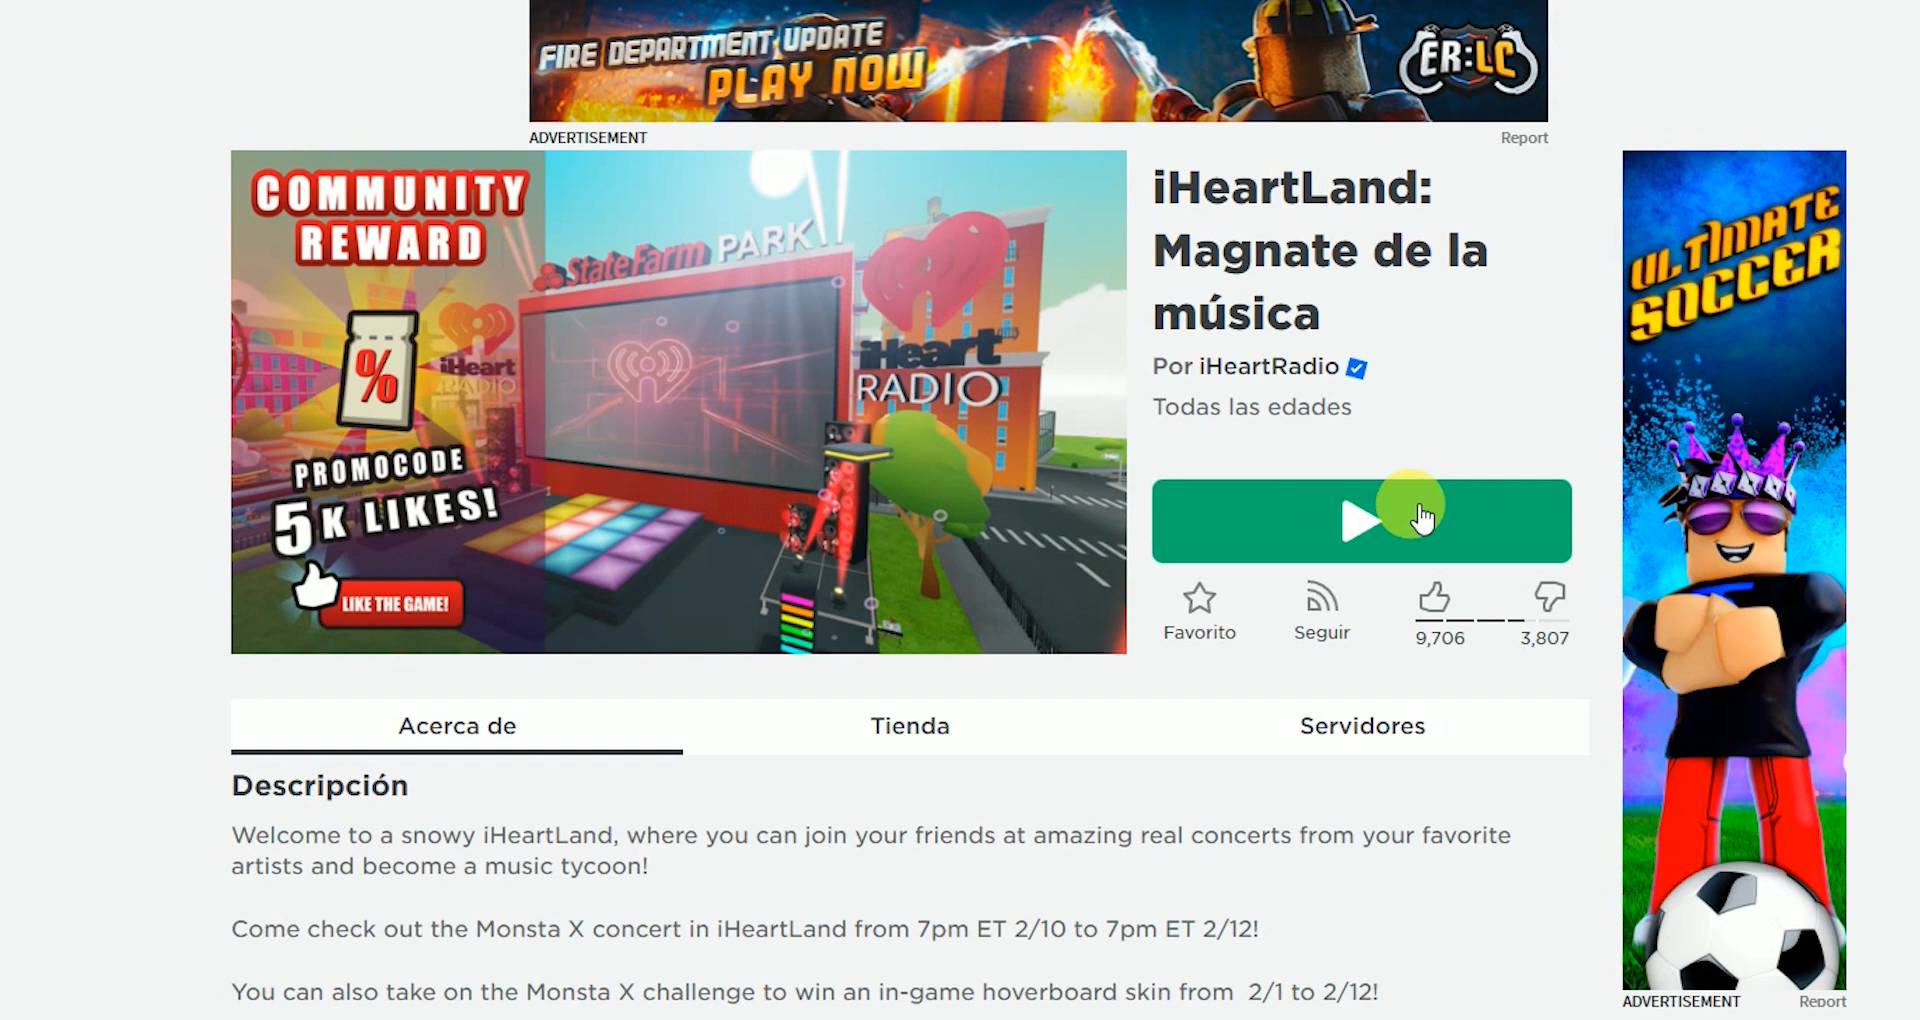 FIRE DEPARTMENT UPDATE
PLAY NOW
ER:LC
ADVERTISEMENT
Report
COMMUNITY
REWARD
%
PROMOCODE
5K LIKES!
LIKE THE GAME!
StateFarm PARK
iHeart
RADIO
iHeart
RADIO
iHeartLand:
Magnate de la
música
Por iHeartRadio
Todas las edades
Favorito
Seguir
9,706
3,807
ULTIMATE
SOCCER
Acerca de
Tienda
Servidores
Descripción
Welcome to a snowy iHeartLand, where you can join your friends at amazing real concerts from your favorite
artists and become a music tycoon!
Come check out the Monsta X concert in iHeartLand from 7pm ET 2/10 to 7pm ET 2/12!
You can also take on the Monsta X challenge to win an in-game hoverboard skin from 2/1 to 2/12!
ADVERTISEMENT
Report